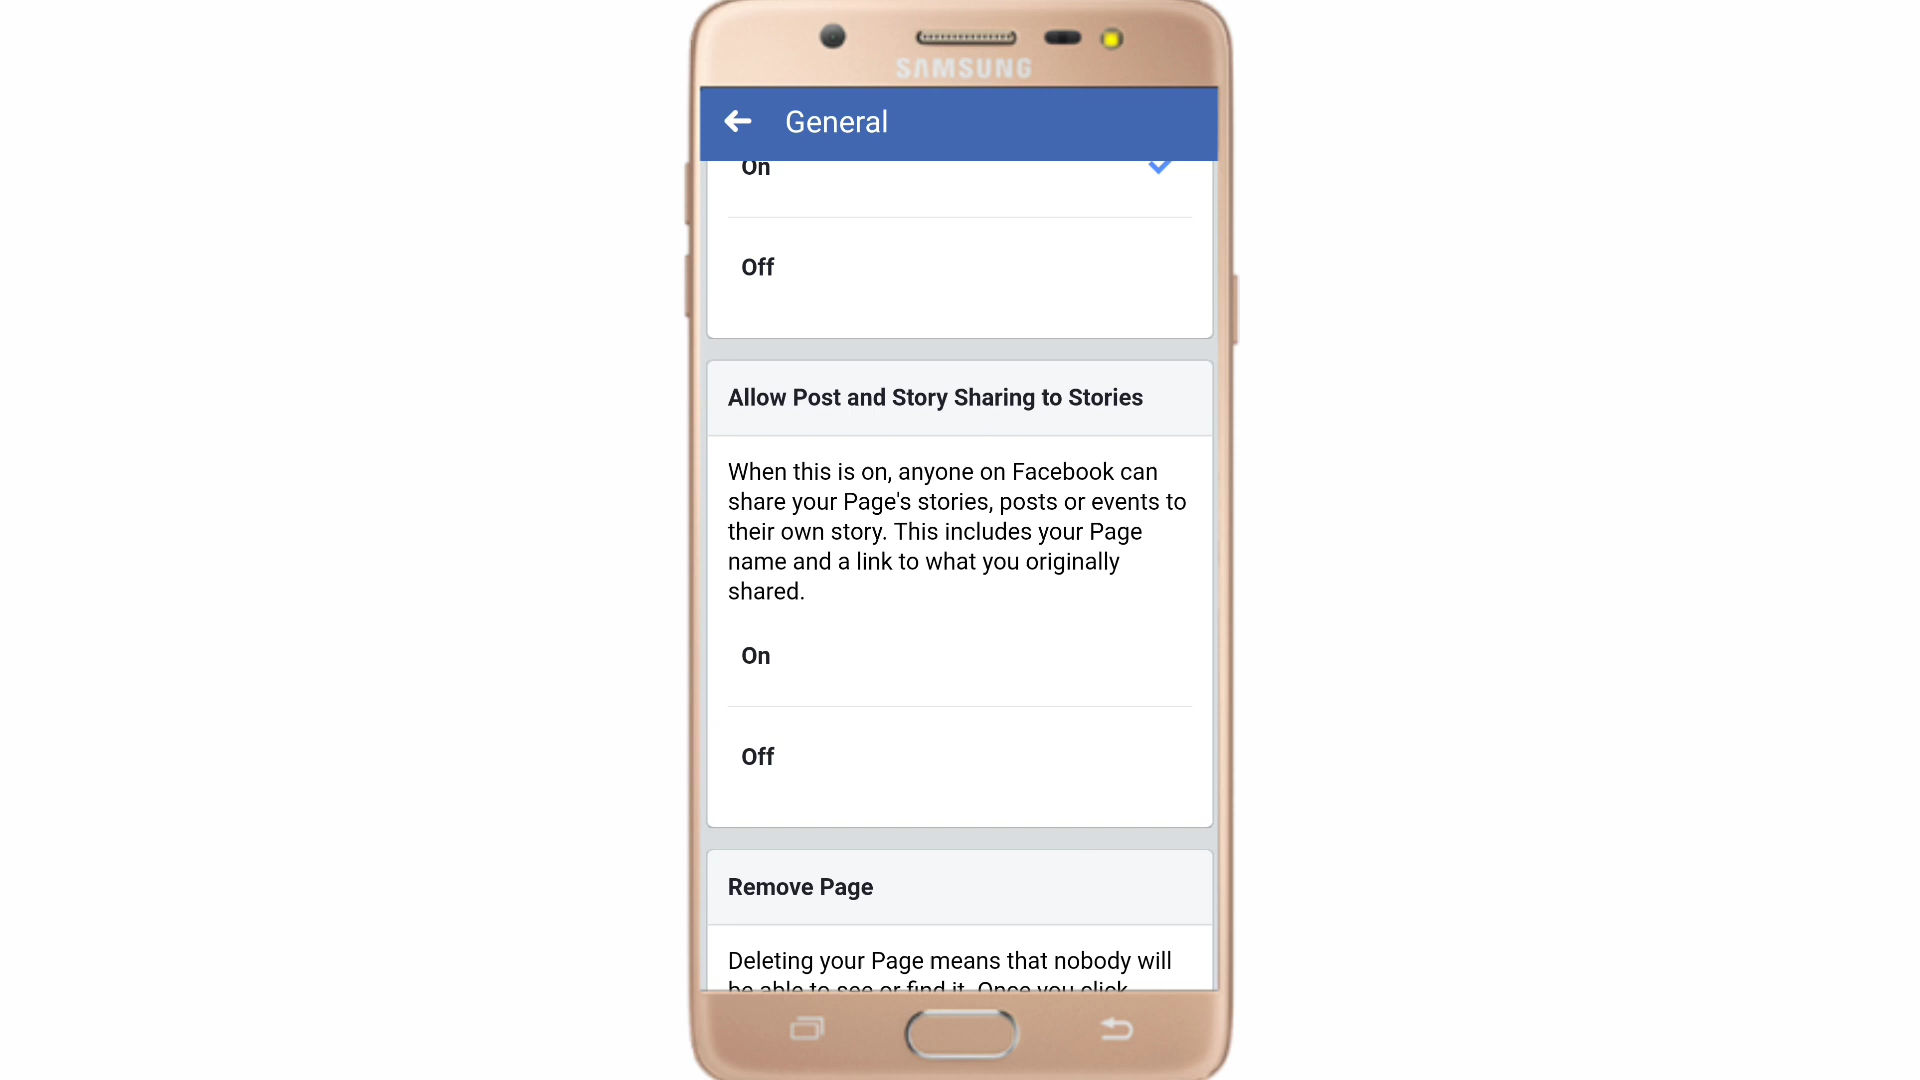 SAMSUNG
General
On
Off
Allow Post and Story Sharing to Stories
When this is on, anyone on Facebook can
share your Page's stories, posts or events to
their own story. This includes your Page
name and a link to what you originally
shared.
On
Off
Remove Page
Deleting your Page means that nobody will
be able to see or find it. Once you click